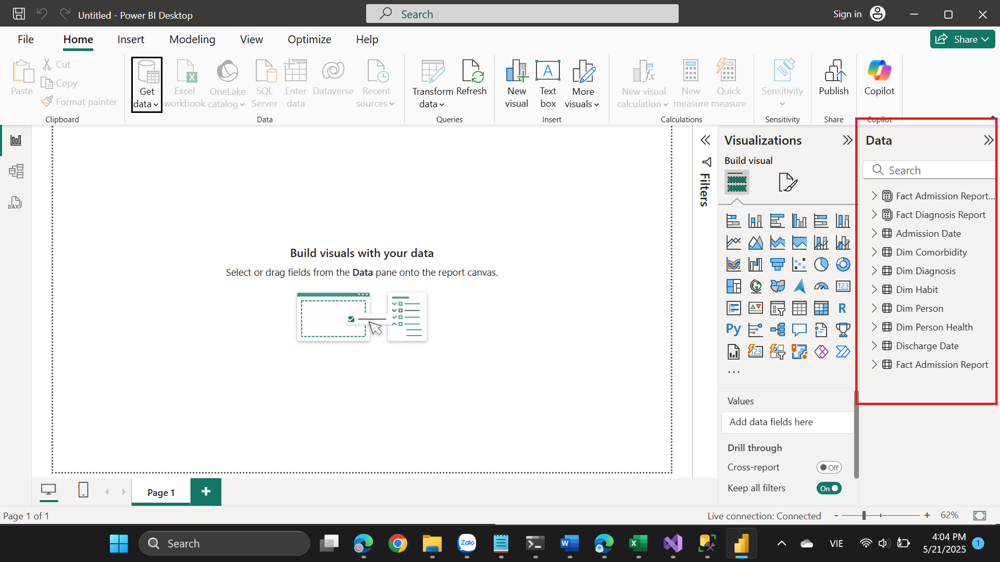 Untitled - Power BI Desktop
Search
Sign in
File
Home
Insert
Modeling
View
Optimize
Help
Share
Paste
Cut
Copy
Format painter
Clipboard
Get
data
Excel
workbook
OneLake
catalog
SQL
Server
Enter
data
Dataverse
Recent
sources
Data
Transform
data
Refresh
Queries
New
visual
A
Text
box
More
visuals
Insert
New visual
calculation
New
measure
Quick
measure
Calculations
Sensitivity
Sensitivity
Publish
Share
Copilot
Copilot
DAX
Build visuals with your data
Select or drag fields from the Data pane onto the report canvas.
Filters
Visualizations
Build visual
123
R
Py
123
...
Values
Add data fields here
Drill through
Cross-report
Off
Keep all filters
On
Data
Search
Fact Admission Report...
Fact Diagnosis Report
Admission Date
Dim Comorbidity
Dim Diagnosis
Dim Habit
Dim Person
Dim Person Health
Discharge Date
Fact Admission Report
Page 1
Page 1 of 1
Live connection: Connected
- + 62%
Search
Zalo
VIE
4:04 PM
5/21/2025
1